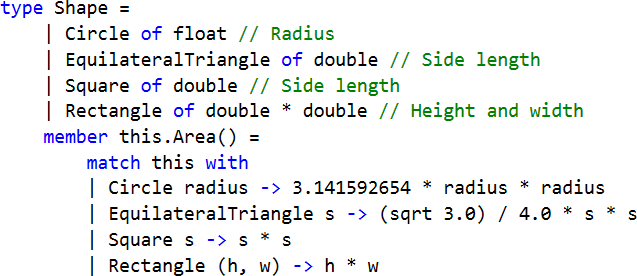 type Shape =
    | Circle of float // Radius
    | EquilateralTriangle of double // Side length
    | Square of double // Side length
    | Rectangle of double * double // Height and width
    member this.Area() =
        match this with
        | Circle radius -> 3.141592654 * radius * radius
        | EquilateralTriangle s -> (sqrt 3.0) / 4.0 * s * s
        | Square s -> s * s
        | Rectangle (h, w) -> h * w